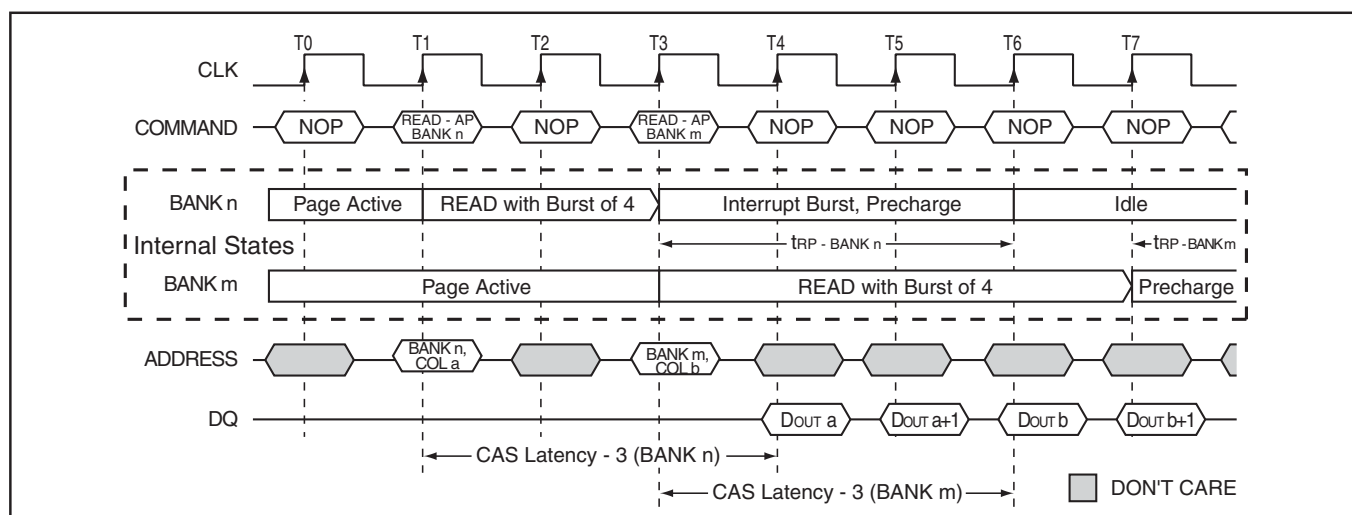 T0 T1 T2 T3 T4 T5 T6 T7
CLK
COMMAND NOP READ - AP BANK n NOP READ - AP BANK m NOP NOP NOP NOP
BANK n Page Active READ with Burst of 4 Interrupt Burst, Precharge Idle
Internal States tRP - BANK n tRP - BANK m
BANK m Page Active READ with Burst of 4 Precharge
ADDRESS BANK n, COL a BANK m, COL b
DQ DOUT a DOUT a+1 DOUT b DOUT b+1
CAS Latency - 3 (BANK n)
CAS Latency - 3 (BANK m)
DON'T CARE